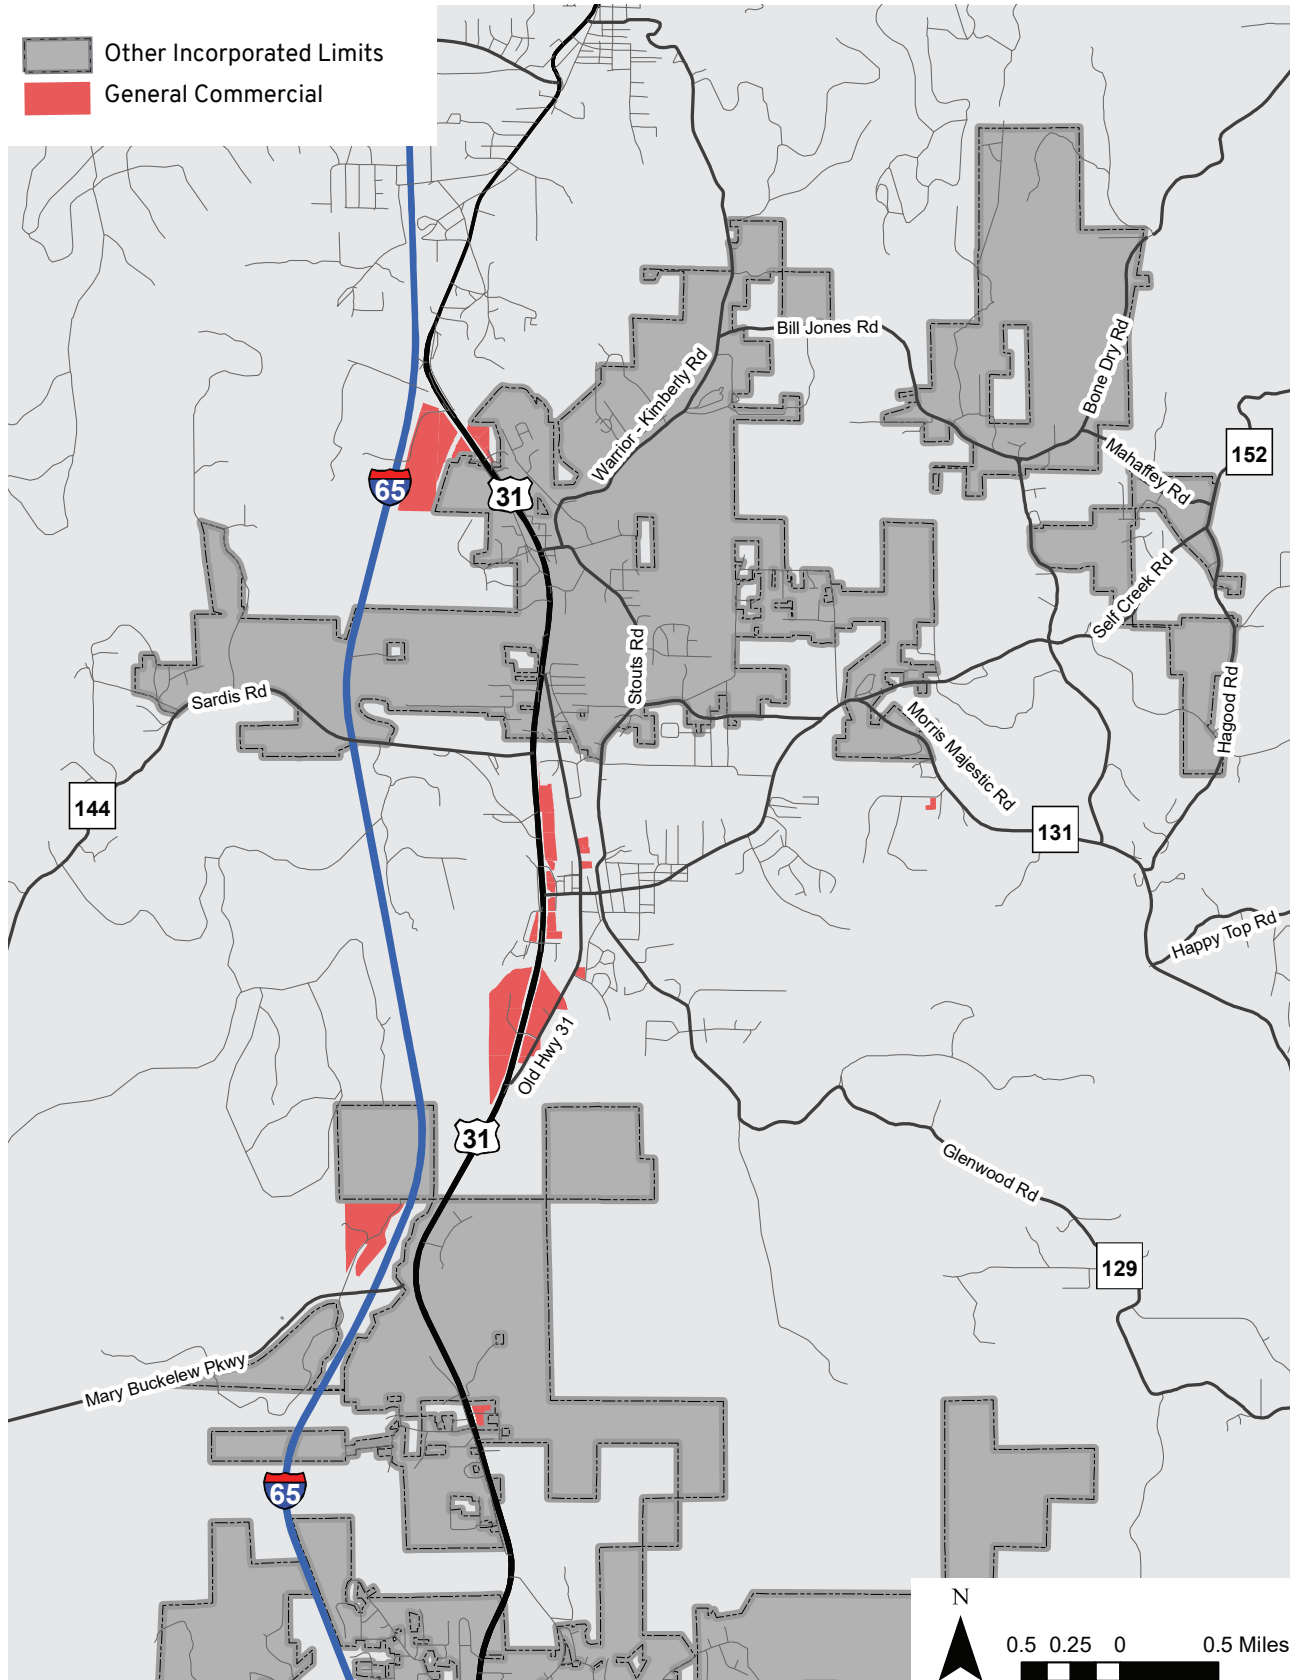 Other Incorporated Limits
General Commercial
Bill Jones Rd
Bone Dry Rd
Warrior - Kimberly Rd
152
Mahaffey Rd
65
31
Self Creek Rd
Stouts Rd
Sardis Rd
Hagood Rd
Morris Majestic Rd
144
131
Happy Top Rd
Old Hwy 31
31
Glenwood Rd
129
Mary Buckelew Pkwy
65
N
0.5 0.25 0 0.5 Miles